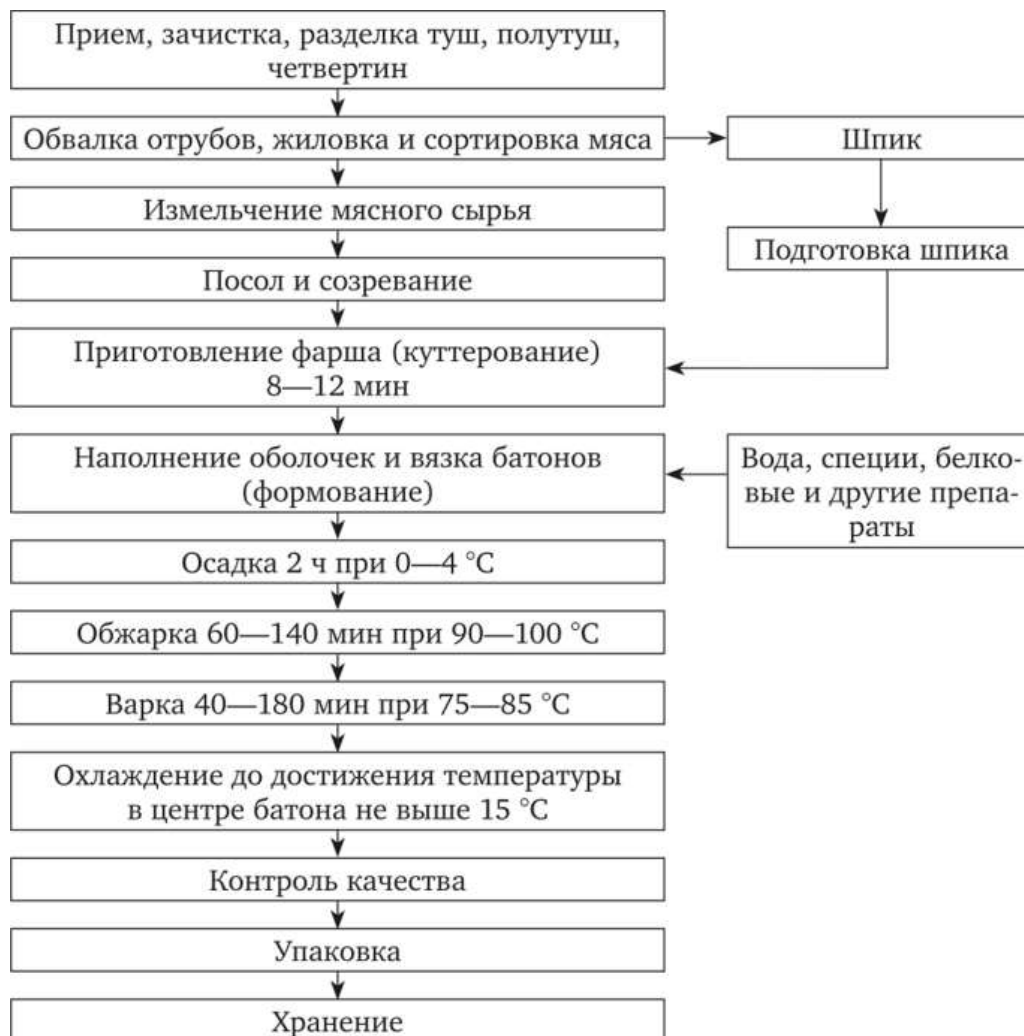 Прием, зачистка, разделка туш, полутуш,
четвертин
Обвалка отрубов, жиловка и сортировка мяса
Шпик
Измельчение мясного сырья
Подготовка шпика
Посол и созревание
Приготовление фарша (куттерование)
8—12 мин
Наполнение оболочек и вязка батонов
(формование)
Вода, специи, белко-
вые и другие препа-
раты
Осадка 2 ч при 0—4 °C
Обжарка 60—140 мин при 90—100 °C
Варка 40—180 мин при 75—85 °C
Охлаждение до достижения температуры
в центре батона не выше 15 °C
Контроль качества
Упаковка
Хранение